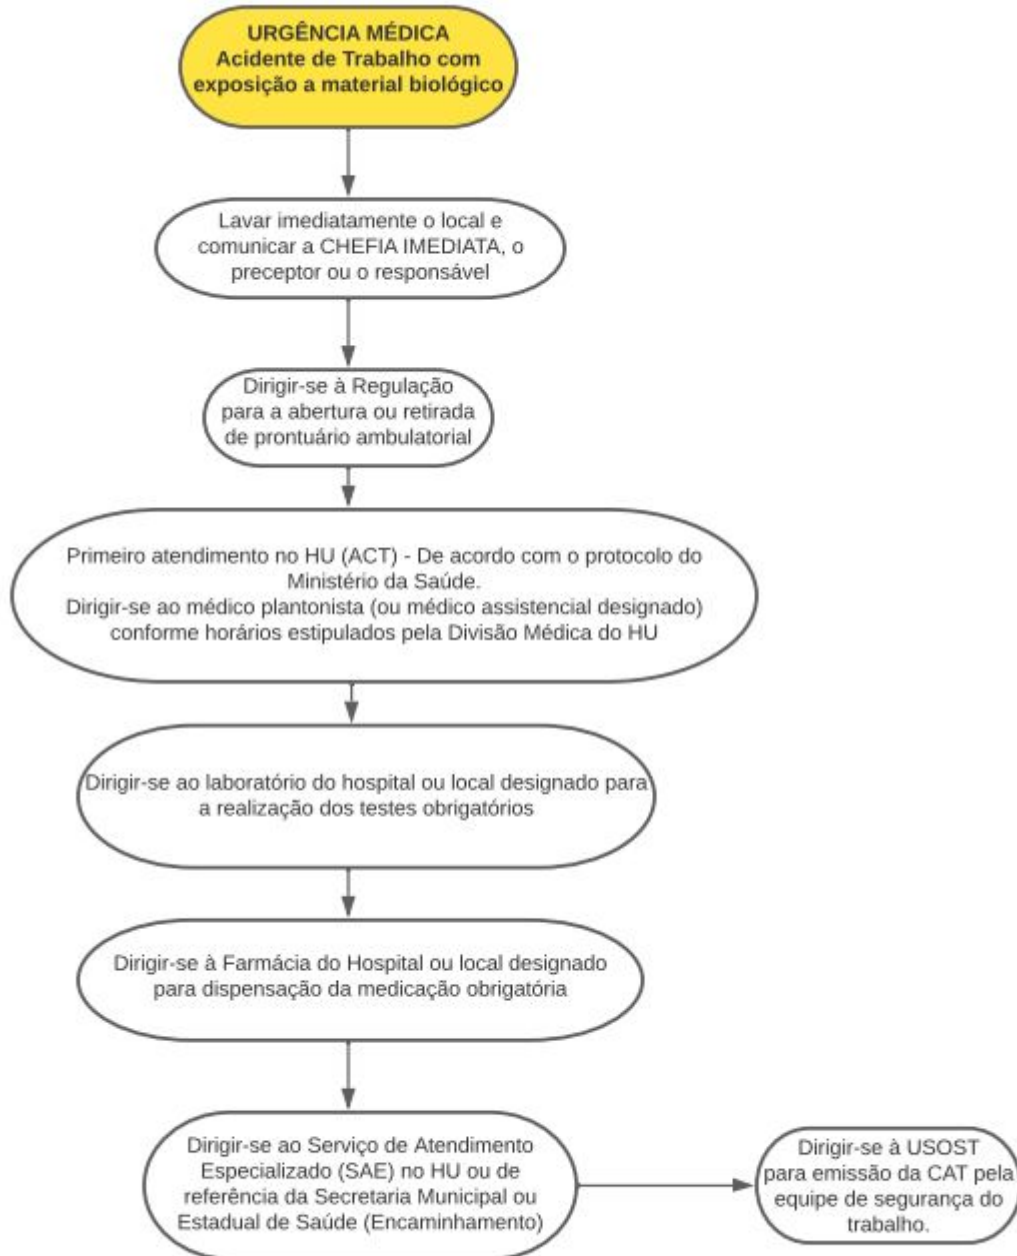 URGÊNCIA MÉDICA
Acidente de Trabalho com
exposição a material biológico
Lavar imediatamente o local e
comunicar a CHEFIA IMEDIATA, o
preceptor ou o responsável
Dirigir-se à Regulação
para a abertura ou retirada
de prontuário ambulatorial
Primeiro atendimento no HU (ACT) - De acordo com o protocolo do
Ministério da Saúde.
Dirigir-se ao médico plantonista (ou médico assistencial designado)
conforme horários estipulados pela Divisão Médica do HU
Dirigir-se ao laboratório do hospital ou local designado para
a realização dos testes obrigatórios
Dirigir-se à Farmácia do Hospital ou local designado
para dispensação da medicação obrigatória
Dirigir-se ao Serviço de Atendimento
Especializado (SAE) no HU ou de
referência da Secretaria Municipal ou
Estadual de Saúde (Encaminhamento)
Dirigir-se à USOST
para emissão da CAT pela
equipe de segurança do
trabalho.